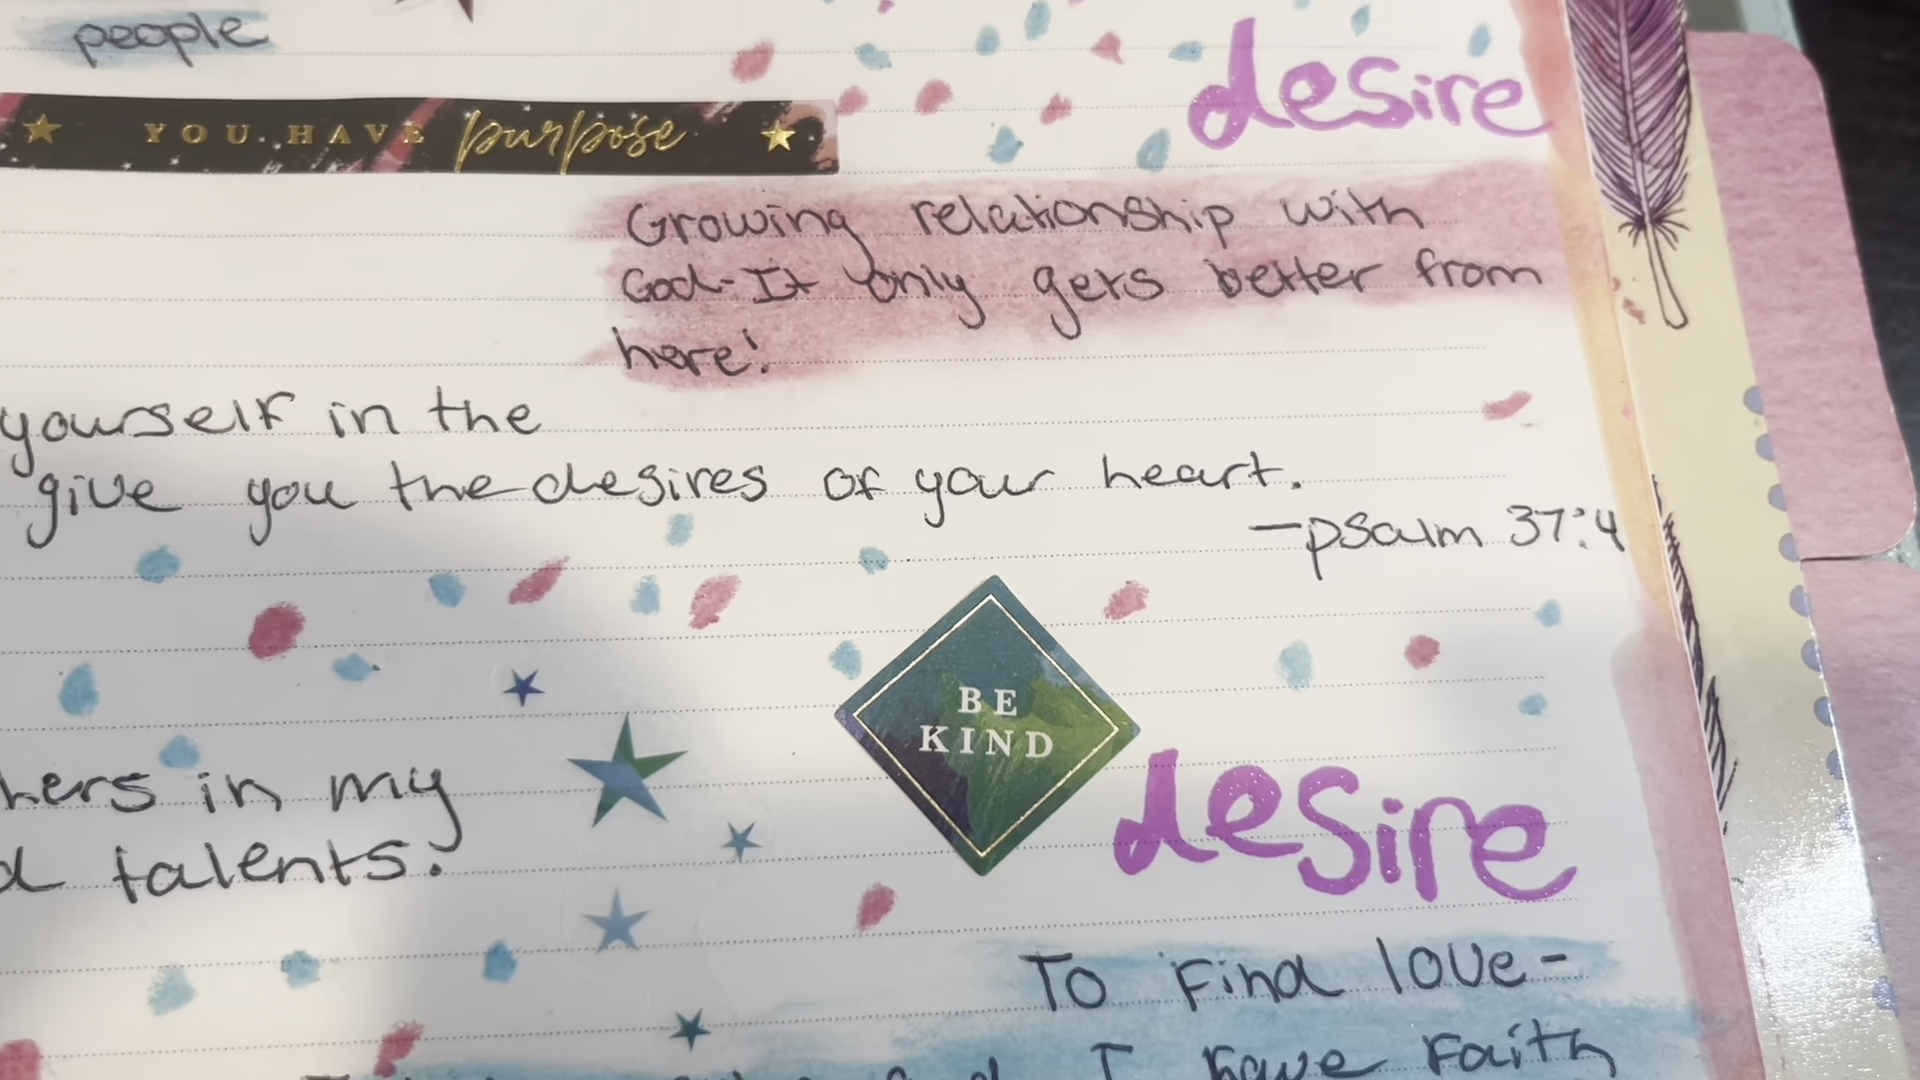 people
desire
YOU HAVE purpose
Growing relationship with
God-It only gets better from
here!
yourself in the
give you the desires of your heart.
-psalm 37:4
BE
KIND
hers in my
talents.
desire
To Find love-
I have Faith